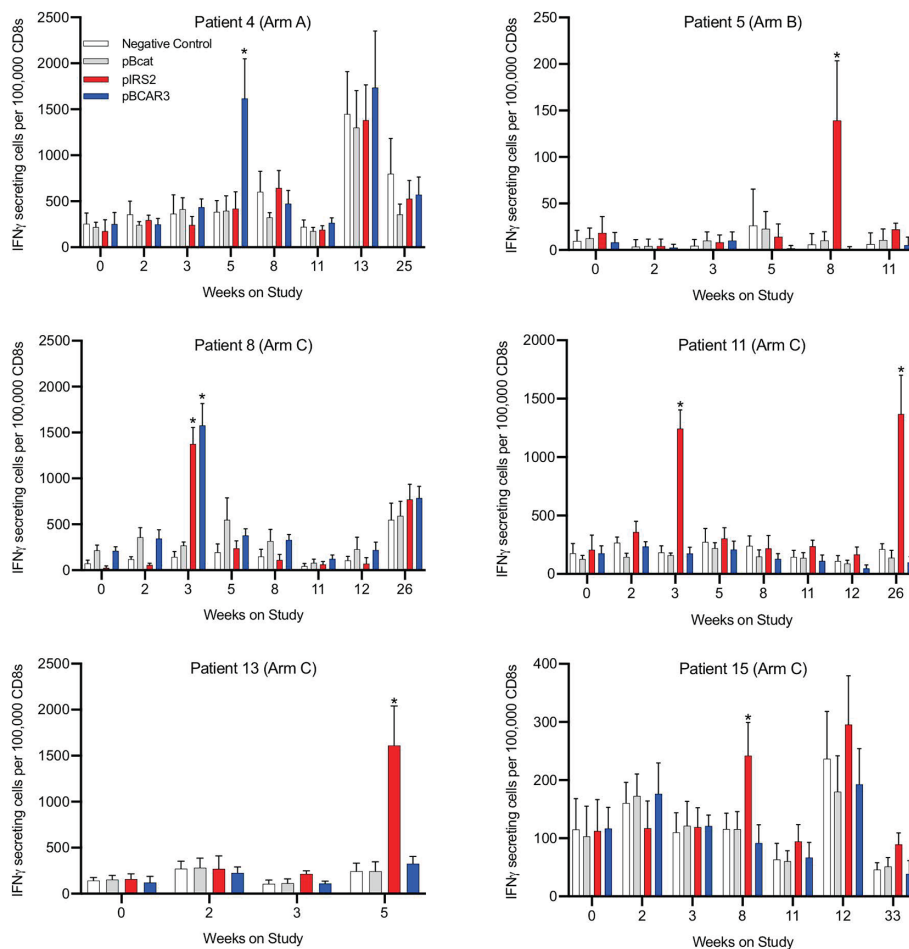 Patient 4 (Arm A)
IFNγ secreting cells per 100,000 CD8s
2500
2000
1500
1000
500
0
Negative Control
pBcat
pIRS2
pBCAR3
*
0 2 3 5 8 11 13 25
Weeks on Study
Patient 5 (Arm B)
IFNγ secreting cells per 100,000 CD8s
250
200
150
100
50
0
*
0 2 3 5 8 11
Weeks on Study
Patient 8 (Arm C)
IFNγ secreting cells per 100,000 CD8s
2500
2000
1500
1000
500
0
* *
0 2 3 5 8 11 12 26
Weeks on Study
Patient 11 (Arm C)
IFNγ secreting cells per 100,000 CD8s
2000
1500
1000
500
0
* *
0 2 3 5 8 11 12 26
Weeks on Study
Patient 13 (Arm C)
IFNγ secreting cells per 100,000 CD8s
2500
2000
1500
1000
500
0
*
0 2 3 5
Weeks on Study
Patient 15 (Arm C)
IFNγ secreting cells per 100,000 CD8s
400
300
200
100
0
*
0 2 3 8 11 12 33
Weeks on Study